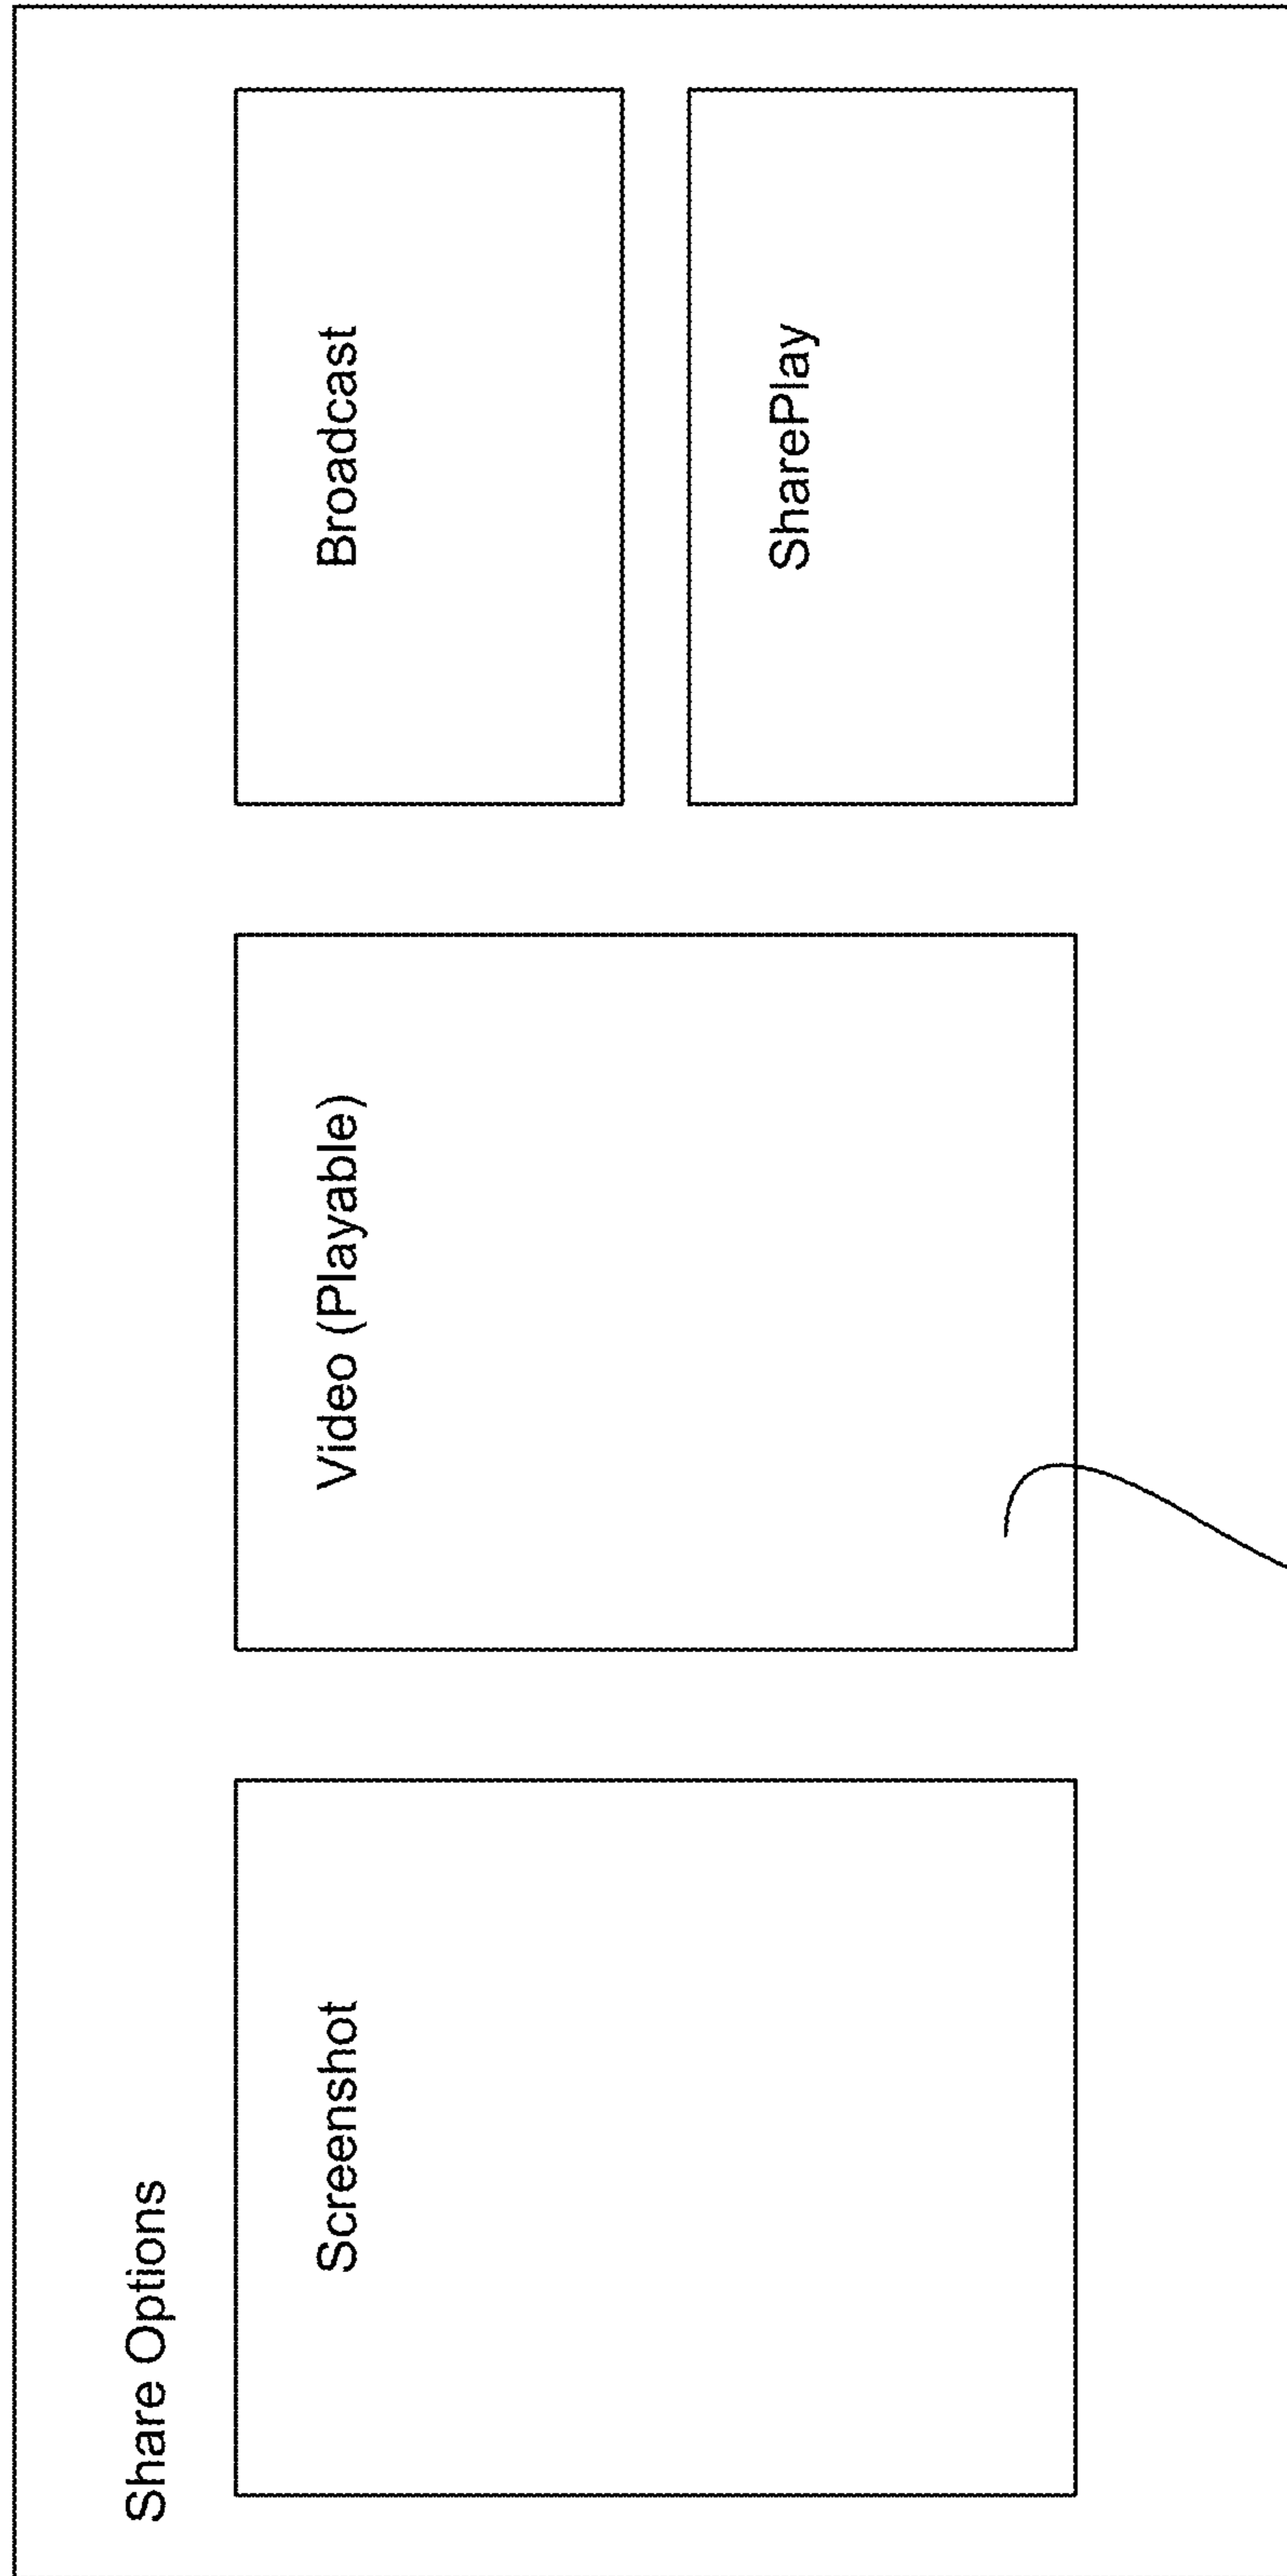 Share Options
Screenshot
Video (Playable)
Broadcast
SharePlay